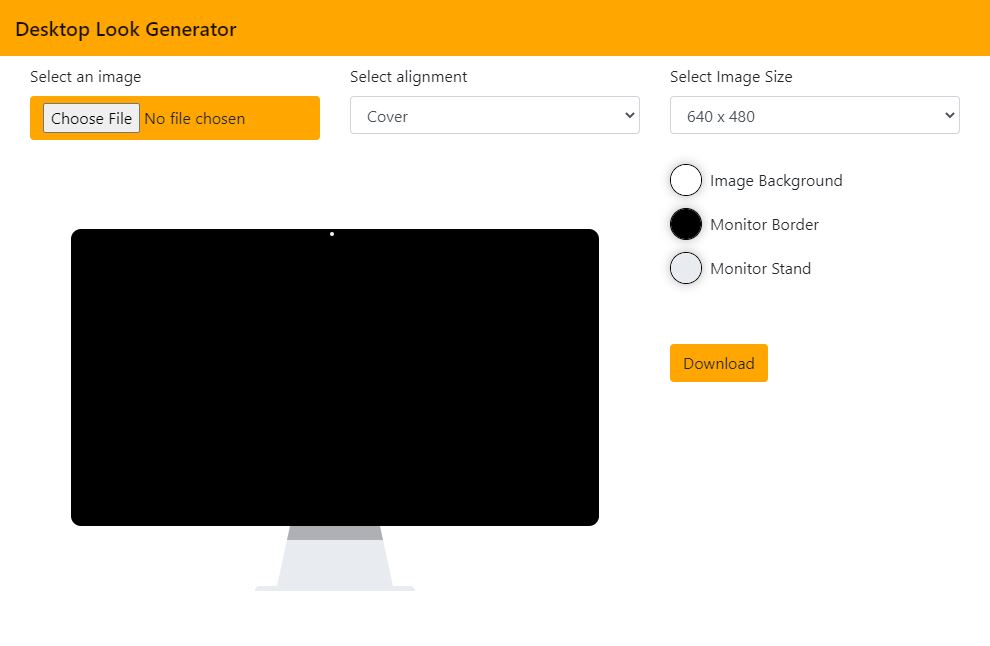 Desktop Look Generator
Select an image
Select alignment
Select Image Size
Choose File No file chosen
Cover
640 x 480
Image Background
Monitor Border
Monitor Stand
Download